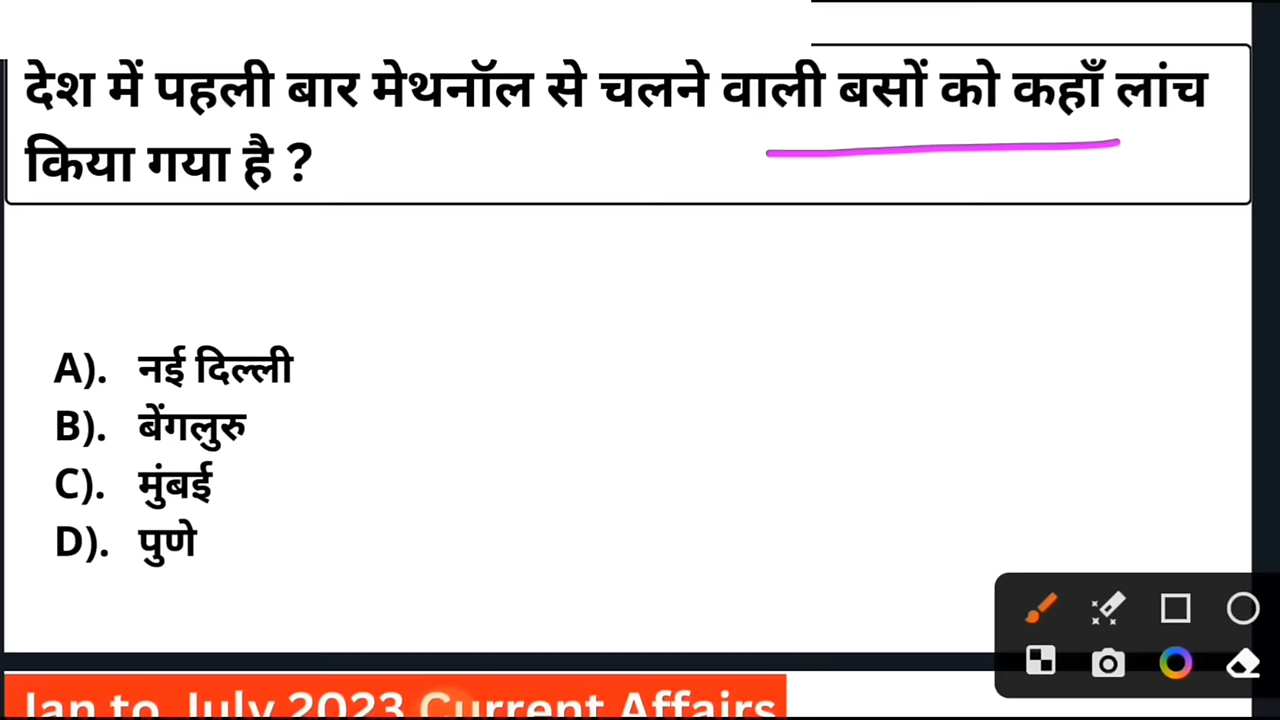 देश में पहली बार मेथनॉल से चलने वाली बसों को कहाँ लांच
किया गया है ?
A). नई दिल्ली
B). बेंगलुरु
C). मुंबई
D). पुणे
Jan to July 2023 Current Affairs